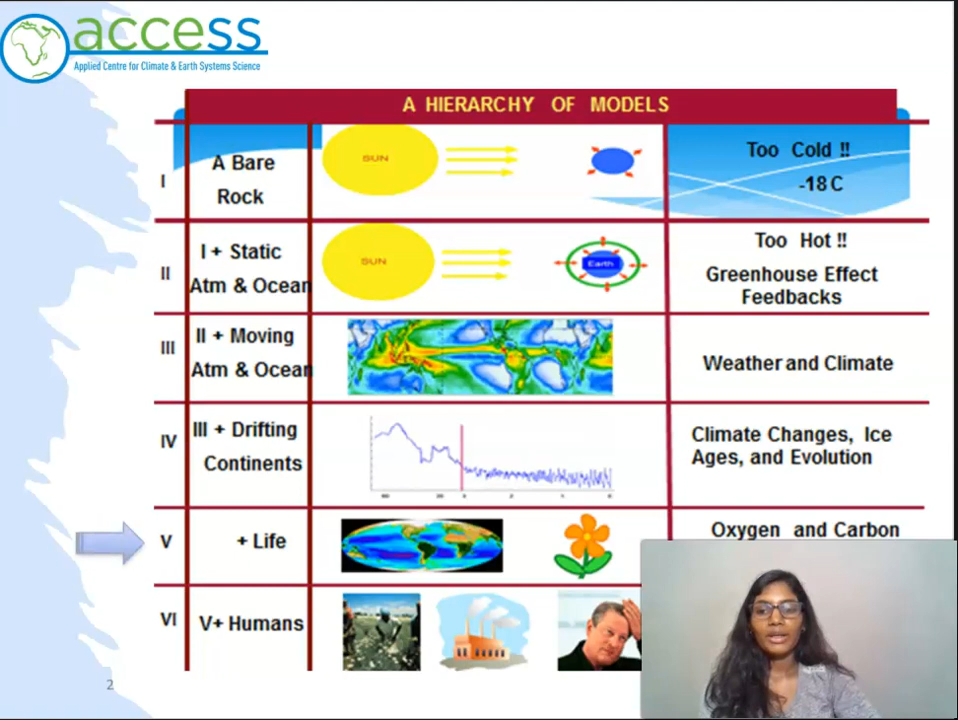 access
Applied Centre for Climate & Earth Systems Science
A HIERARCHY OF MODELS
I
A Bare
Rock
SUN
Too Cold !!
-18 C
II
I + Static
Atm & Ocean
SUN
Earth
Too Hot !!
Greenhouse Effect
Feedbacks
III
II + Moving
Atm & Ocean
Weather and Climate
IV
III + Drifting
Continents
Climate Changes, Ice
Ages, and Evolution
V
+ Life
Oxygen and Carbon
VI
V+ Humans
2